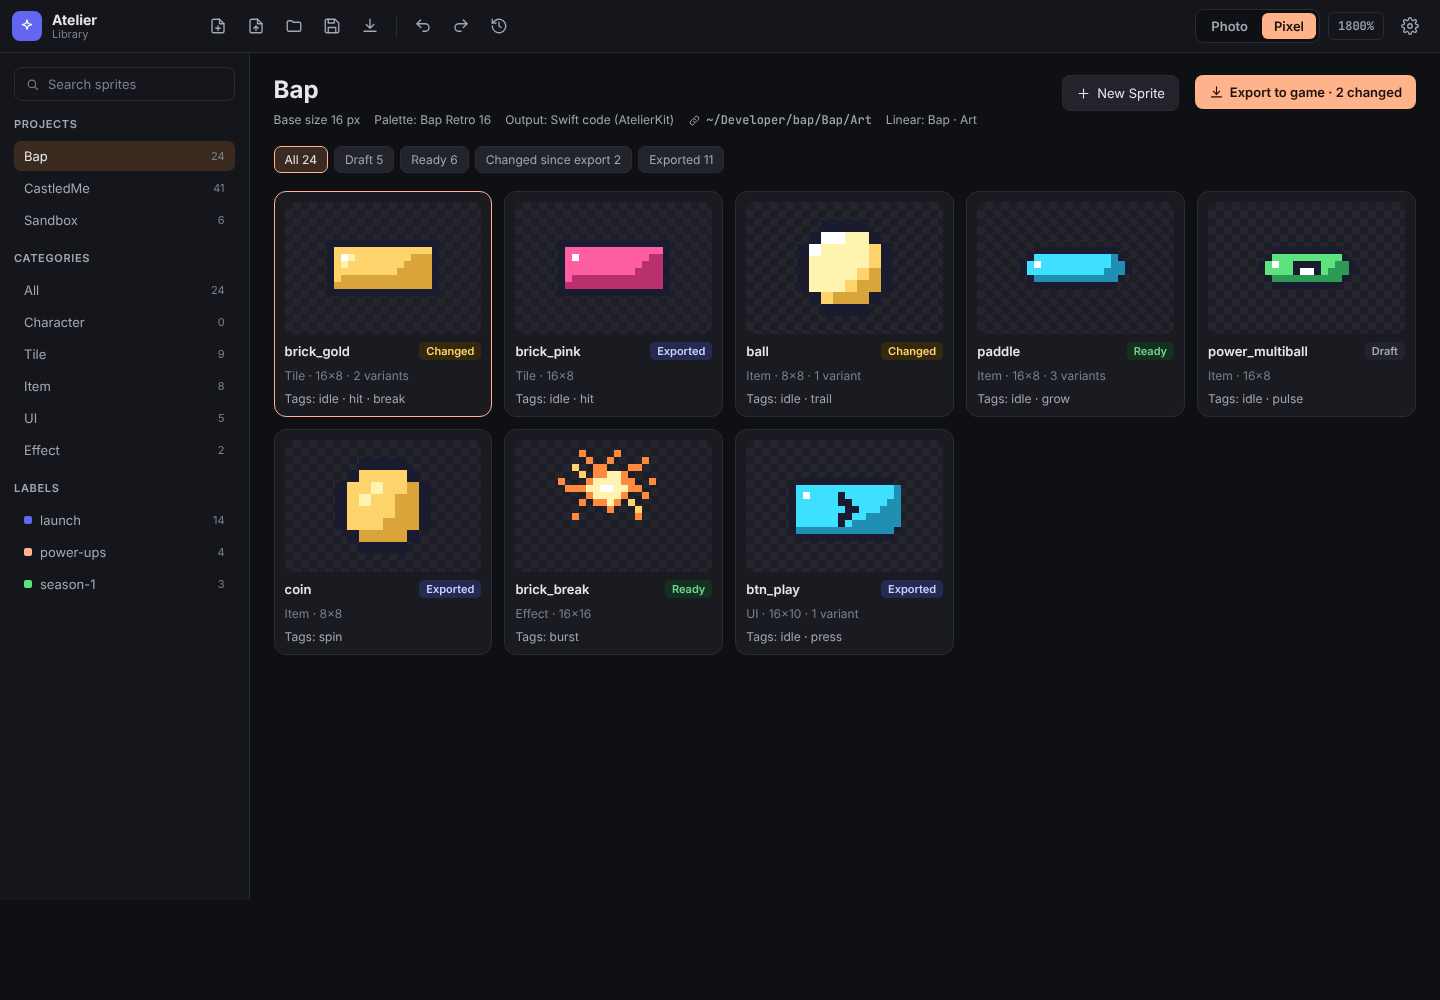 Atelier
Library
Photo
Pixel
1800%
Search sprites
PROJECTS
Bap 24
CastledMe 41
Sandbox 6
CATEGORIES
All 24
Character 0
Tile 9
Item 8
UI 5
Effect 2
LABELS
launch 14
power-ups 4
season-1 3
Bap
New Sprite
Export to game · 2 changed
Base size 16 px Palette: Bap Retro 16 Output: Swift code (AtelierKit) ~/Developer/bap/Bap/Art Linear: Bap · Art
All 24 Draft 5 Ready 6 Changed since export 2 Exported 11
brick_gold Changed
Tile · 16×8 · 2 variants
Tags: idle · hit · break
brick_pink Exported
Tile · 16×8
Tags: idle · hit
ball Changed
Item · 8×8 · 1 variant
Tags: idle · trail
paddle Ready
Item · 16×8 · 3 variants
Tags: idle · grow
power_multiball Draft
Item · 16×8
Tags: idle · pulse
coin Exported
Item · 8×8
Tags: spin
brick_break Ready
Effect · 16×16
Tags: burst
btn_play Exported
UI · 16×10 · 1 variant
Tags: idle · press